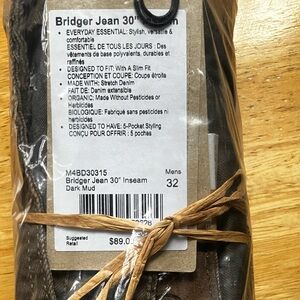 Bridger Jean 30" Inseam
• EVERYDAY ESSENTIAL: Stylish, versatile &
comfortable
ESSENTIEL DE TOUS LES JOURS : Des
vêtements de base polyvalents, durables et
raffinés
• DESIGNED TO FIT: With A Slim Fit
CONCEPTION ET COUPE: Coupe étroite
• MADE WITH: Stretch Denim
FAIT DE: Denim extensible
• ORGANIC: Made Without Pesticides or
Herbicides
BIOLOGIQUE: Fabriqué sans pesticides ni
herbicides
• DESIGNED TO HAVE: 5-Pocket Styling
CONÇU POUR OFFRIR : 5 poches
M4BD30315
Mens
Bridger Jean 30" Inseam
32
Dark Mud
Suggested
Retail
$89.0